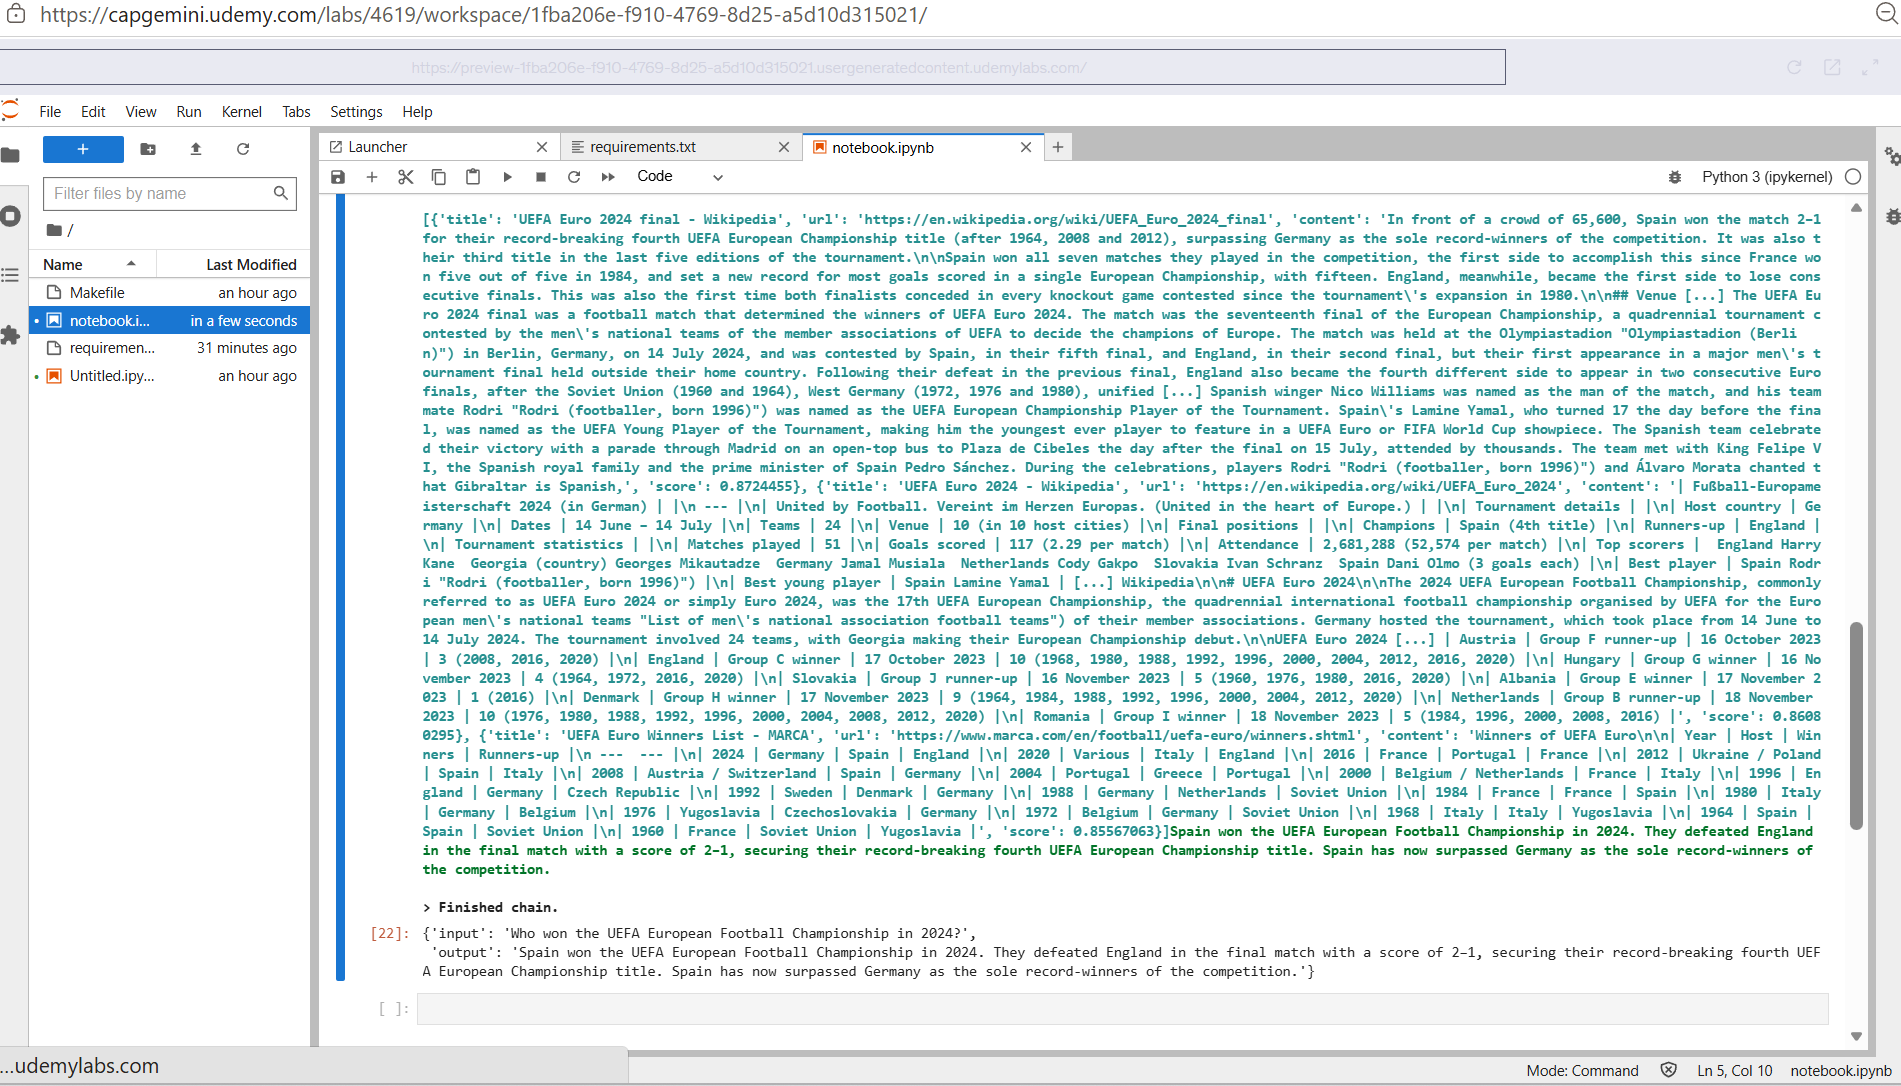 https://capgemini.udemy.com/labs/4619/workspace/1fba206e-f910-4769-8d25-a5d10d315021/
https://preview-1fba206e-f910-4769-8d25-a5d10d315021.usergeneratedcontent.udemylabs.com/
File Edit View Run Kernel Tabs Settings Help
Launcher requirements.txt notebook.ipynb
Code Python 3 (ipykernel)
Filter files by name
/
Name Last Modified
Makefile an hour ago
notebook.i... in a few seconds
requiremen... 31 minutes ago
Untitled.ipy... an hour ago
[{'title': 'UEFA Euro 2024 final - Wikipedia', 'url': 'https://en.wikipedia.org/wiki/UEFA_Euro_2024_final', 'content': 'In front of a crowd of 65,600, Spain won the match 2–1
for their record-breaking fourth UEFA European Championship title (after 1964, 2008 and 2012), surpassing Germany as the sole record-winners of the competition. It was also t
heir third title in the last five editions of the tournament.\n\nSpain won all seven matches they played in the competition, the first side to accomplish this since France wo
n five out of five in 1984, and set a new record for most goals scored in a single European Championship, with fifteen. England, meanwhile, became the first side to lose cons
ecutive finals. This was also the first time both finalists conceded in every knockout game contested since the tournament\'s expansion in 1980.\n\n## Venue [...] The UEFA Eu
ro 2024 final was a football match that determined the winners of UEFA Euro 2024. The match was the seventeenth final of the European Championship, a quadrennial tournament c
ontested by the men\'s national teams of the member associations of UEFA to decide the champions of Europe. The match was held at the Olympiastadion "Olympiastadion (Berli
n)") in Berlin, Germany, on 14 July 2024, and was contested by Spain, in their fifth final, and England, in their second final, but their first appearance in a major men\'s t
ournament final held outside their home country. Following their defeat in the previous final, England also became the fourth different side to appear in two consecutive Euro
finals, after the Soviet Union (1960 and 1964), West Germany (1972, 1976 and 1980), unified [...] Spanish winger Nico Williams was named as the man of the match, and his team
mate Rodri "Rodri (footballer, born 1996)") was named as the UEFA European Championship Player of the Tournament. Spain\'s Lamine Yamal, who turned 17 the day before the fina
l, was named as the UEFA Young Player of the Tournament, making him the youngest ever player to feature in a UEFA Euro or FIFA World Cup showpiece. The Spanish team celebrate
d their victory with a parade through Madrid on an open-top bus to Plaza de Cibeles the day after the final on 15 July, attended by thousands. The team met with King Felipe V
I, the Spanish royal family and the prime minister of Spain Pedro Sánchez. During the celebrations, players Rodri "Rodri (footballer, born 1996)") and Álvaro Morata chanted t
hat Gibraltar is Spanish,', 'score': 0.8724455}, {'title': 'UEFA Euro 2024 - Wikipedia', 'url': 'https://en.wikipedia.org/wiki/UEFA_Euro_2024', 'content': '| Fußball-Europame
isterschaft 2024 (in German) | |\n --- |\n| United by Football. Vereint im Herzen Europas. (United in the heart of Europe.) | |\n| Tournament details | |\n| Host country | Ge
rmany |\n| Dates | 14 June – 14 July |\n| Teams | 24 |\n| Venue | 10 (in 10 host cities) |\n| Final positions | |\n| Champions | Spain (4th title) |\n| Runners-up | England |
\n| Tournament statistics | |\n| Matches played | 51 |\n| Goals scored | 117 (2.29 per match) |\n| Attendance | 2,681,288 (52,574 per match) |\n| Top scorers | England Harry
Kane Georgia (country) Georges Mikautadze Germany Jamal Musiala Netherlands Cody Gakpo Slovakia Ivan Schranz Spain Dani Olmo (3 goals each) |\n| Best player | Spain Rodr
i "Rodri (footballer, born 1996)") |\n| Best young player | Spain Lamine Yamal | [...] Wikipedia\n\n# UEFA Euro 2024\n\nThe 2024 UEFA European Football Championship, commonly
referred to as UEFA Euro 2024 or simply Euro 2024, was the 17th UEFA European Championship, the quadrennial international football championship organised by UEFA for the Euro
pean men\'s national teams "List of men\'s national association football teams") of their member associations. Germany hosted the tournament, which took place from 14 June to
14 July 2024. The tournament involved 24 teams, with Georgia making their European Championship debut.\n\nUEFA Euro 2024 [...] | Austria | Group F runner-up | 16 October 2023
| 3 (2008, 2016, 2020) |\n| England | Group C winner | 17 October 2023 | 10 (1968, 1980, 1988, 1992, 1996, 2000, 2004, 2012, 2016, 2020) |\n| Hungary | Group G winner | 16 No
vember 2023 | 4 (1964, 1972, 2016, 2020) |\n| Slovakia | Group J runner-up | 16 November 2023 | 5 (1960, 1976, 1980, 2016, 2020) |\n| Albania | Group E winner | 17 November 2
023 | 1 (2016) |\n| Denmark | Group H winner | 17 November 2023 | 9 (1964, 1984, 1988, 1992, 1996, 2000, 2004, 2012, 2020) |\n| Netherlands | Group B runner-up | 18 November
2023 | 10 (1976, 1980, 1988, 1992, 1996, 2000, 2004, 2008, 2012, 2020) |\n| Romania | Group I winner | 18 November 2023 | 5 (1984, 1996, 2000, 2008, 2016) |', 'score': 0.8608
0295}, {'title': 'UEFA Euro Winners List - MARCA', 'url': 'https://www.marca.com/en/football/uefa-euro/winners.shtml', 'content': 'Winners of UEFA Euro\n\n| Year | Host | Win
ners | Runners-up |\n --- --- |\n| 2024 | Germany | Spain | England |\n| 2020 | Various | Italy | England |\n| 2016 | France | Portugal | France |\n| 2012 | Ukraine / Poland
| Spain | Italy |\n| 2008 | Austria / Switzerland | Spain | Germany |\n| 2004 | Portugal | Greece | Portugal |\n| 2000 | Belgium / Netherlands | France | Italy |\n| 1996 | En
gland | Germany | Czech Republic |\n| 1992 | Sweden | Denmark | Germany |\n| 1988 | Germany | Netherlands | Soviet Union |\n| 1984 | France | France | Spain |\n| 1980 | Italy
| Germany | Belgium |\n| 1976 | Yugoslavia | Czechoslovakia | Germany |\n| 1972 | Belgium | Germany | Soviet Union |\n| 1968 | Italy | Italy | Yugoslavia |\n| 1964 | Spain |
Spain | Soviet Union |\n| 1960 | France | Soviet Union | Yugoslavia |', 'score': 0.85567063}]Spain won the UEFA European Football Championship in 2024. They defeated England
in the final match with a score of 2–1, securing their record-breaking fourth UEFA European Championship title. Spain has now surpassed Germany as the sole record-winners of
the competition.
> Finished chain.
[22]: {'input': 'Who won the UEFA European Football Championship in 2024?',
'output': 'Spain won the UEFA European Football Championship in 2024. They defeated England in the final match with a score of 2–1, securing their record-breaking fourth UEF
A European Championship title. Spain has now surpassed Germany as the sole record-winners of the competition.'}
[ ]:
...udemylabs.com
Mode: Command Ln 5, Col 10 notebook.ipynb